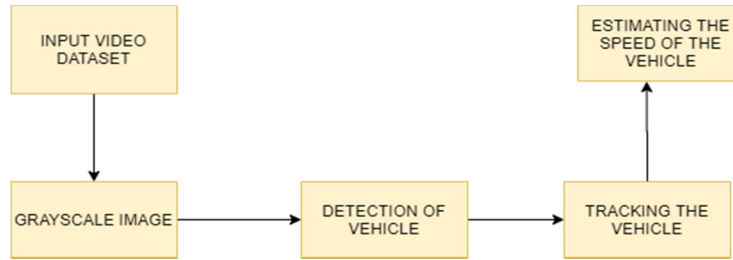 INPUT VIDEO
DATASET
GRAYSCALE IMAGE
DETECTION OF
VEHICLE
TRACKING THE
VEHICLE
ESTIMATING THE
SPEED OF THE
VEHICLE